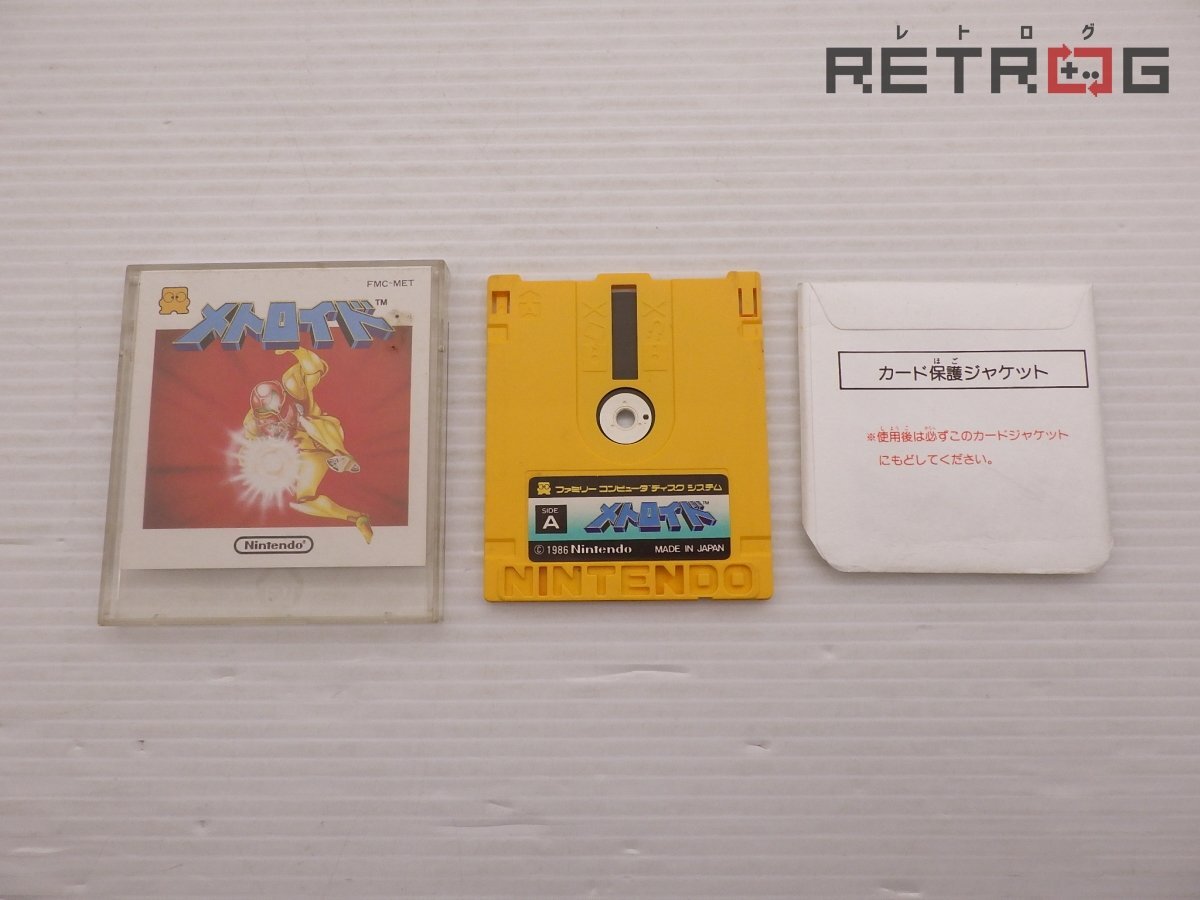 レトログ
RETROG
FMC-MET
メトロイド™
Nintendo®
ファミリー コンピュータ ディスク システム
SIDE
A
メトロイド™
© 1986 Nintendo MADE IN JAPAN
NINTENDO
ほご
カード保護ジャケット
しようご かなら
※使用後は必ずこのカードジャケット
にもどしてください。